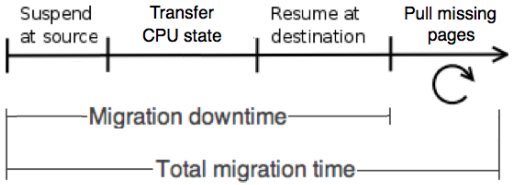 Suspend
at source
Transfer
CPU state
Resume at
destination
Pull missing
pages
Migration downtime
Total migration time